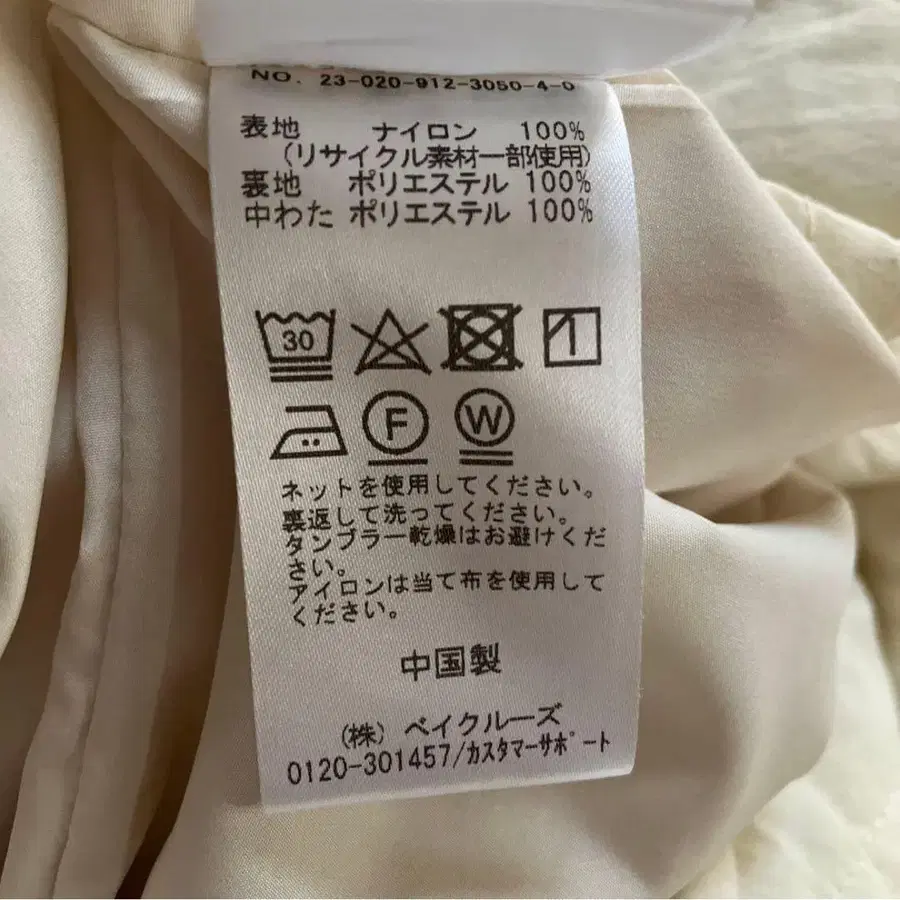 NO. 23-020-912-3050-4-0
表地 ナイロン 100%
(リサイクル素材一部使用)
裏地 ポリエステル 100%
中わた ポリエステル 100%
30
F W
ネットを使用してください。
裏返して洗ってください。
タンブラー乾燥はお避けくだ
さい。
アイロンは当て布を使用して
ください。
中国製
(株) ベイクルーズ
0120-301457/カスタマーサポート